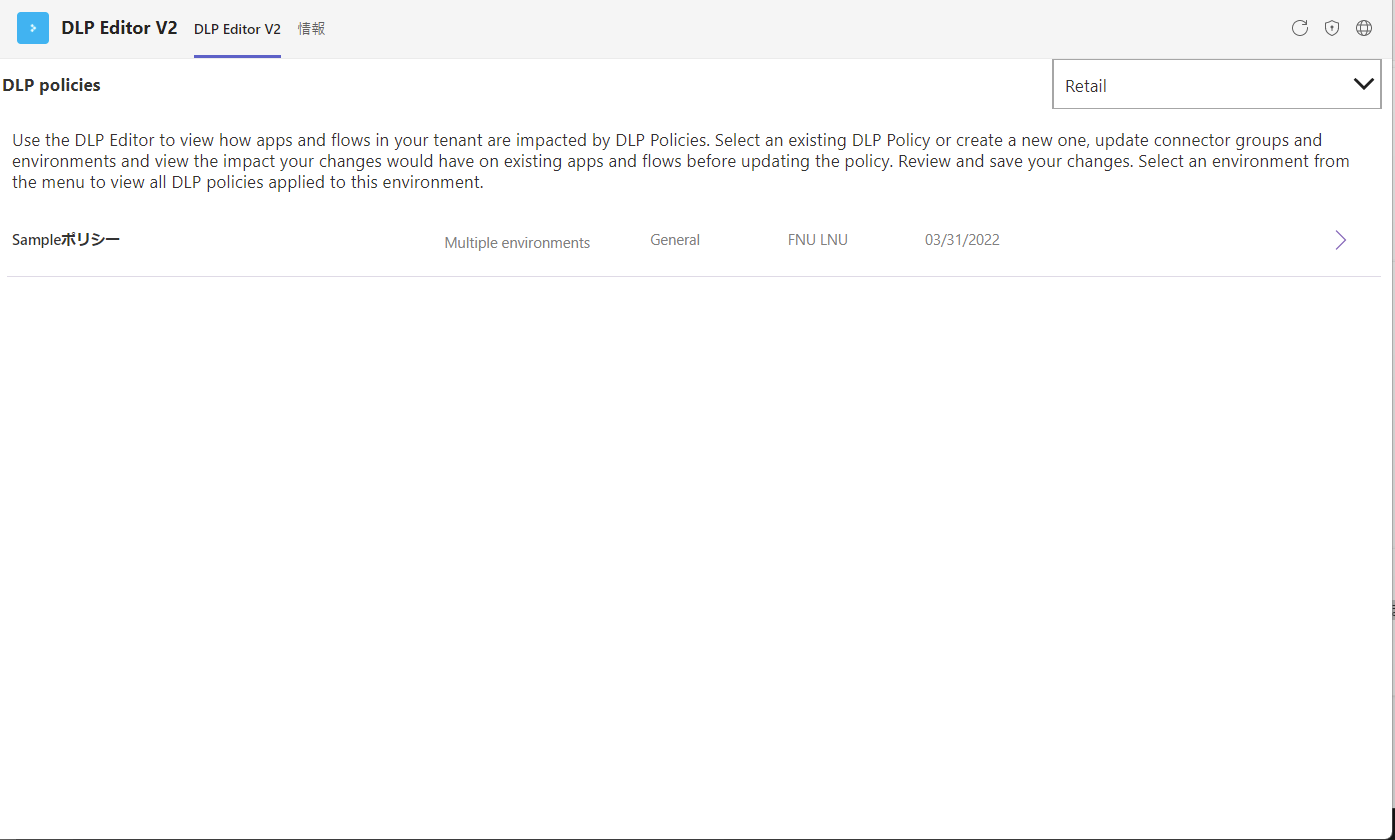 DLP Editor V2 DLP Editor V2 情報
DLP policies
Retail
Use the DLP Editor to view how apps and flows in your tenant are impacted by DLP Policies. Select an existing DLP Policy or create a new one, update connector groups and
environments and view the impact your changes would have on existing apps and flows before updating the policy. Review and save your changes. Select an environment from
the menu to view all DLP policies applied to this environment.
Sampleポリシー Multiple environments General FNU LNU 03/31/2022